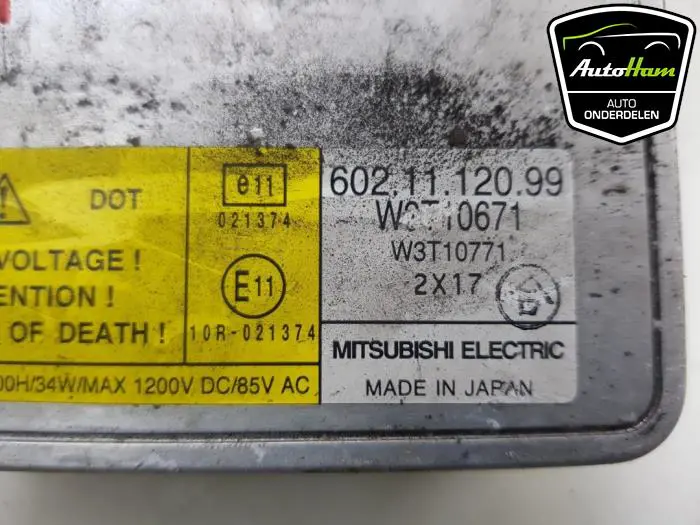 AUTOHAM
AUTO
ONDERDELEN
DOT
VOLTAGE !
ENTION !
OF DEATH !
e11
021374
E11
10R-021374
00H/34W/MAX 1200V DC/85V AC
602.11.120.99
W3T10671
W3T10771
2X17
MITSUBISHI ELECTRIC
MADE IN JAPAN